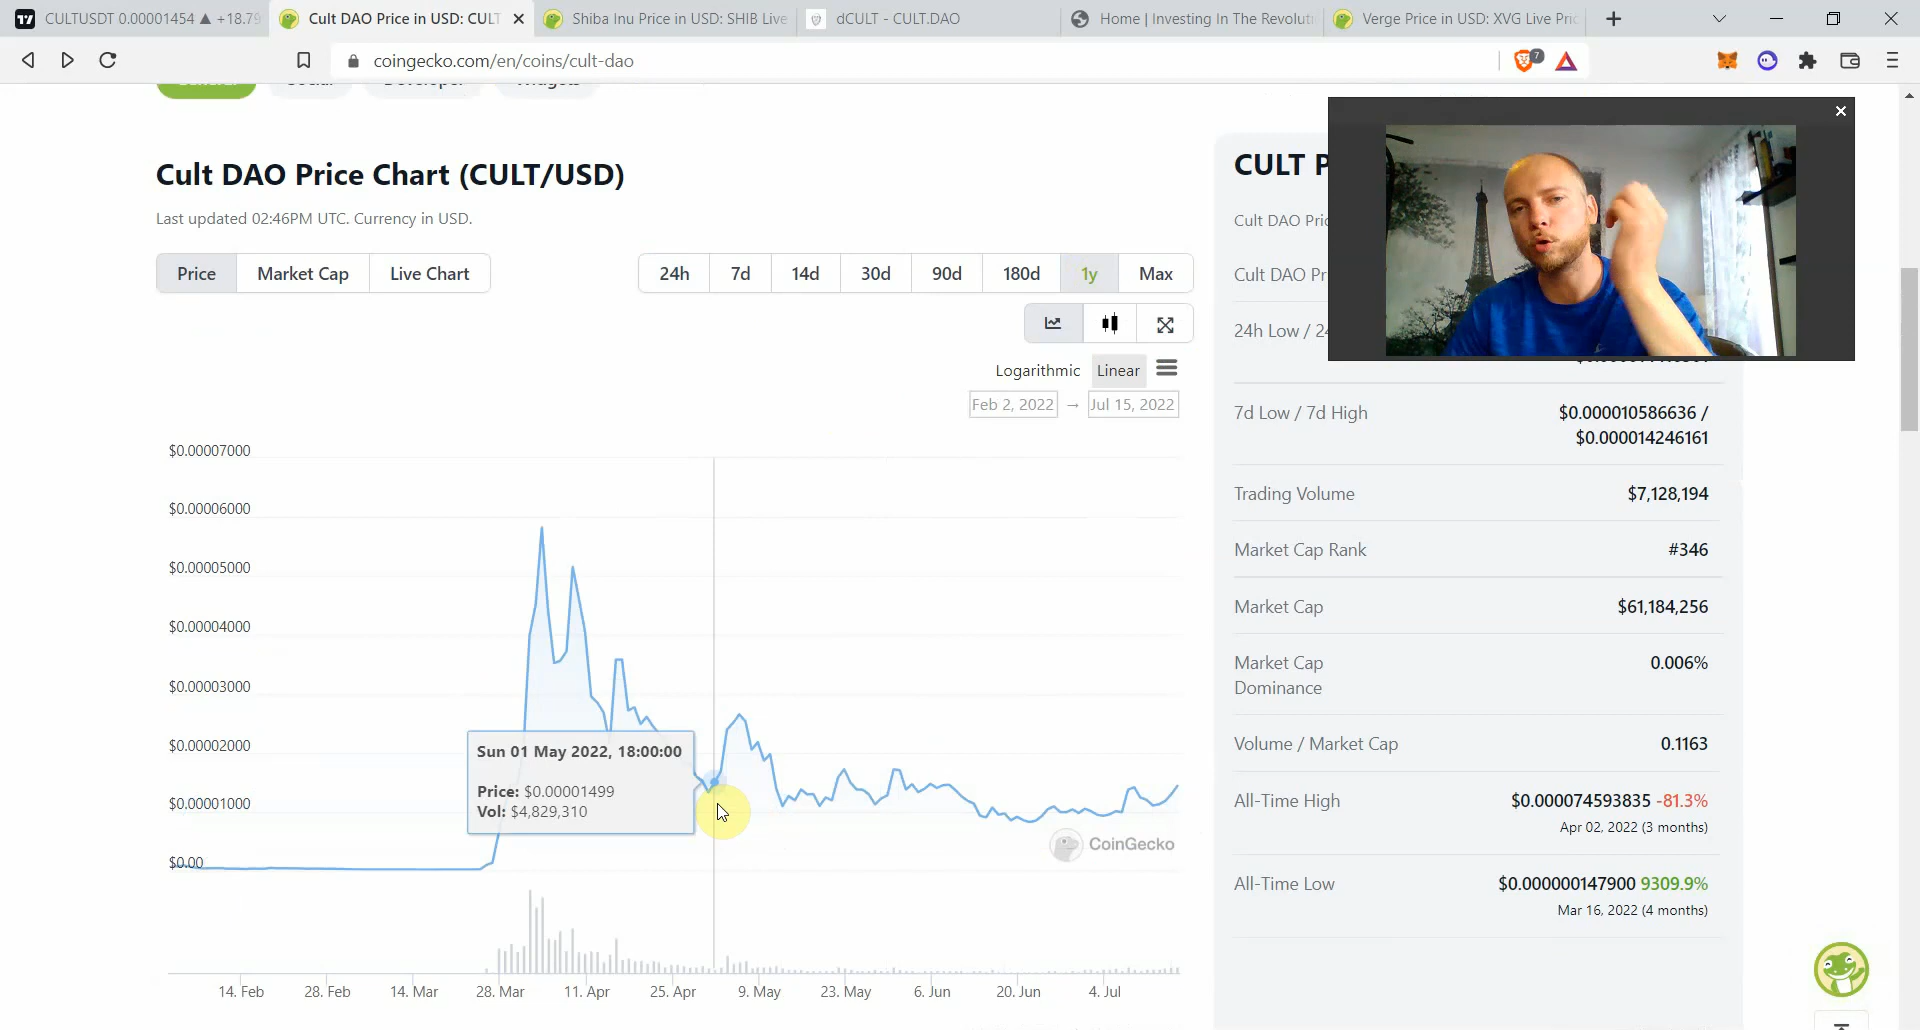 CULTUSDT 0.00001454 ▲ +18.79
Cult DAO Price in USD: CULT
Shiba Inu Price in USD: SHIB Live
dCULT - CULT.DAO
Home | Investing In The Revoluti
Verge Price in USD: XVG Live Pric
coingecko.com/en/coins/cult-dao
7
General
Social
Developer
Widgets
Cult DAO Price Chart (CULT/USD)
Last updated 02:46PM UTC. Currency in USD.
Price
Market Cap
Live Chart
24h
7d
14d
30d
90d
180d
1y
Max
Logarithmic
Linear
Feb 2, 2022 → Jul 15, 2022
$0.00007000
$0.00006000
$0.00005000
$0.00004000
$0.00003000
$0.00002000
$0.00001000
$0.00
Sun 01 May 2022, 18:00:00
Price: $0.00001499
Vol: $4,829,310
CoinGecko
14. Feb
28. Feb
14. Mar
28. Mar
11. Apr
25. Apr
9. May
23. May
6. Jun
20. Jun
4. Jul
CULT P
Cult DAO Pric
Cult DAO Pr
24h Low / 24
7d Low / 7d High
$0.000010586636 /
$0.000014246161
Trading Volume
$7,128,194
Market Cap Rank
#346
Market Cap
$61,184,256
Market Cap
Dominance
0.006%
Volume / Market Cap
0.1163
All-Time High
$0.000074593835 -81.3%
Apr 02, 2022 (3 months)
All-Time Low
$0.000000147900 9309.9%
Mar 16, 2022 (4 months)